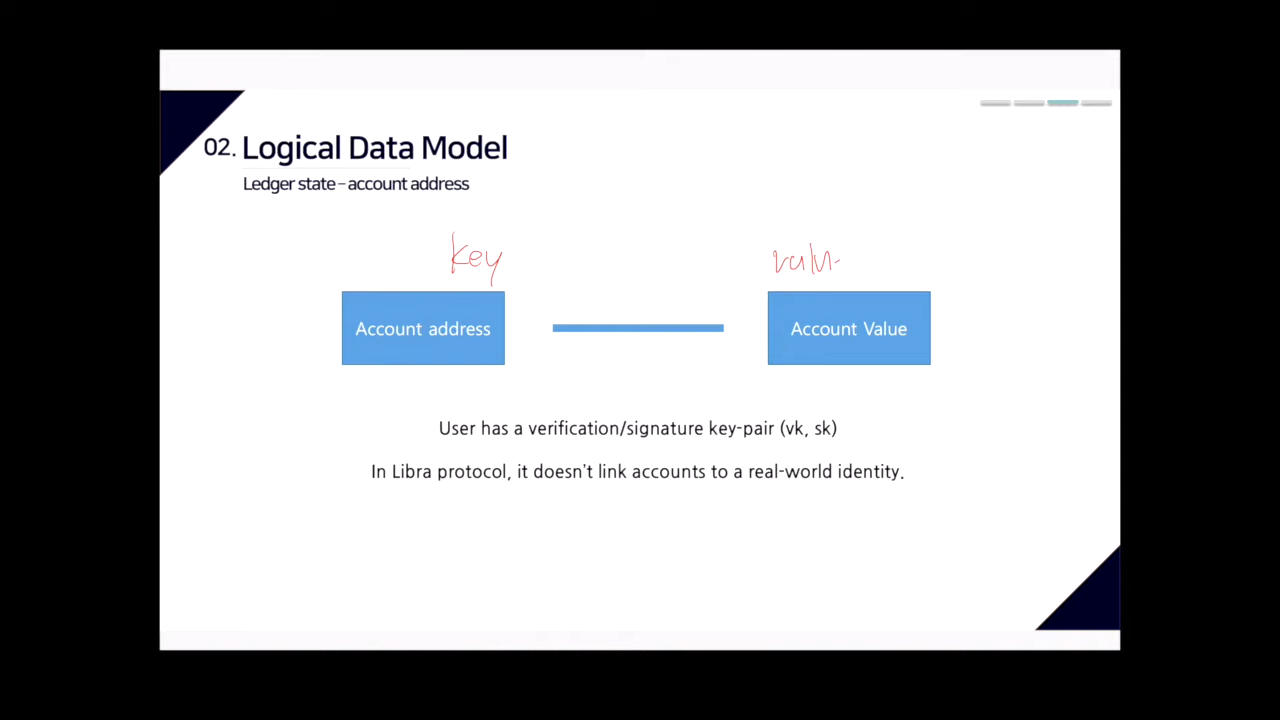 02. Logical Data Model
Ledger state – account address
key
Account address
Account Value
User has a verification/signature key-pair (vk, sk)
In Libra protocol, it doesn't link accounts to a real-world identity.